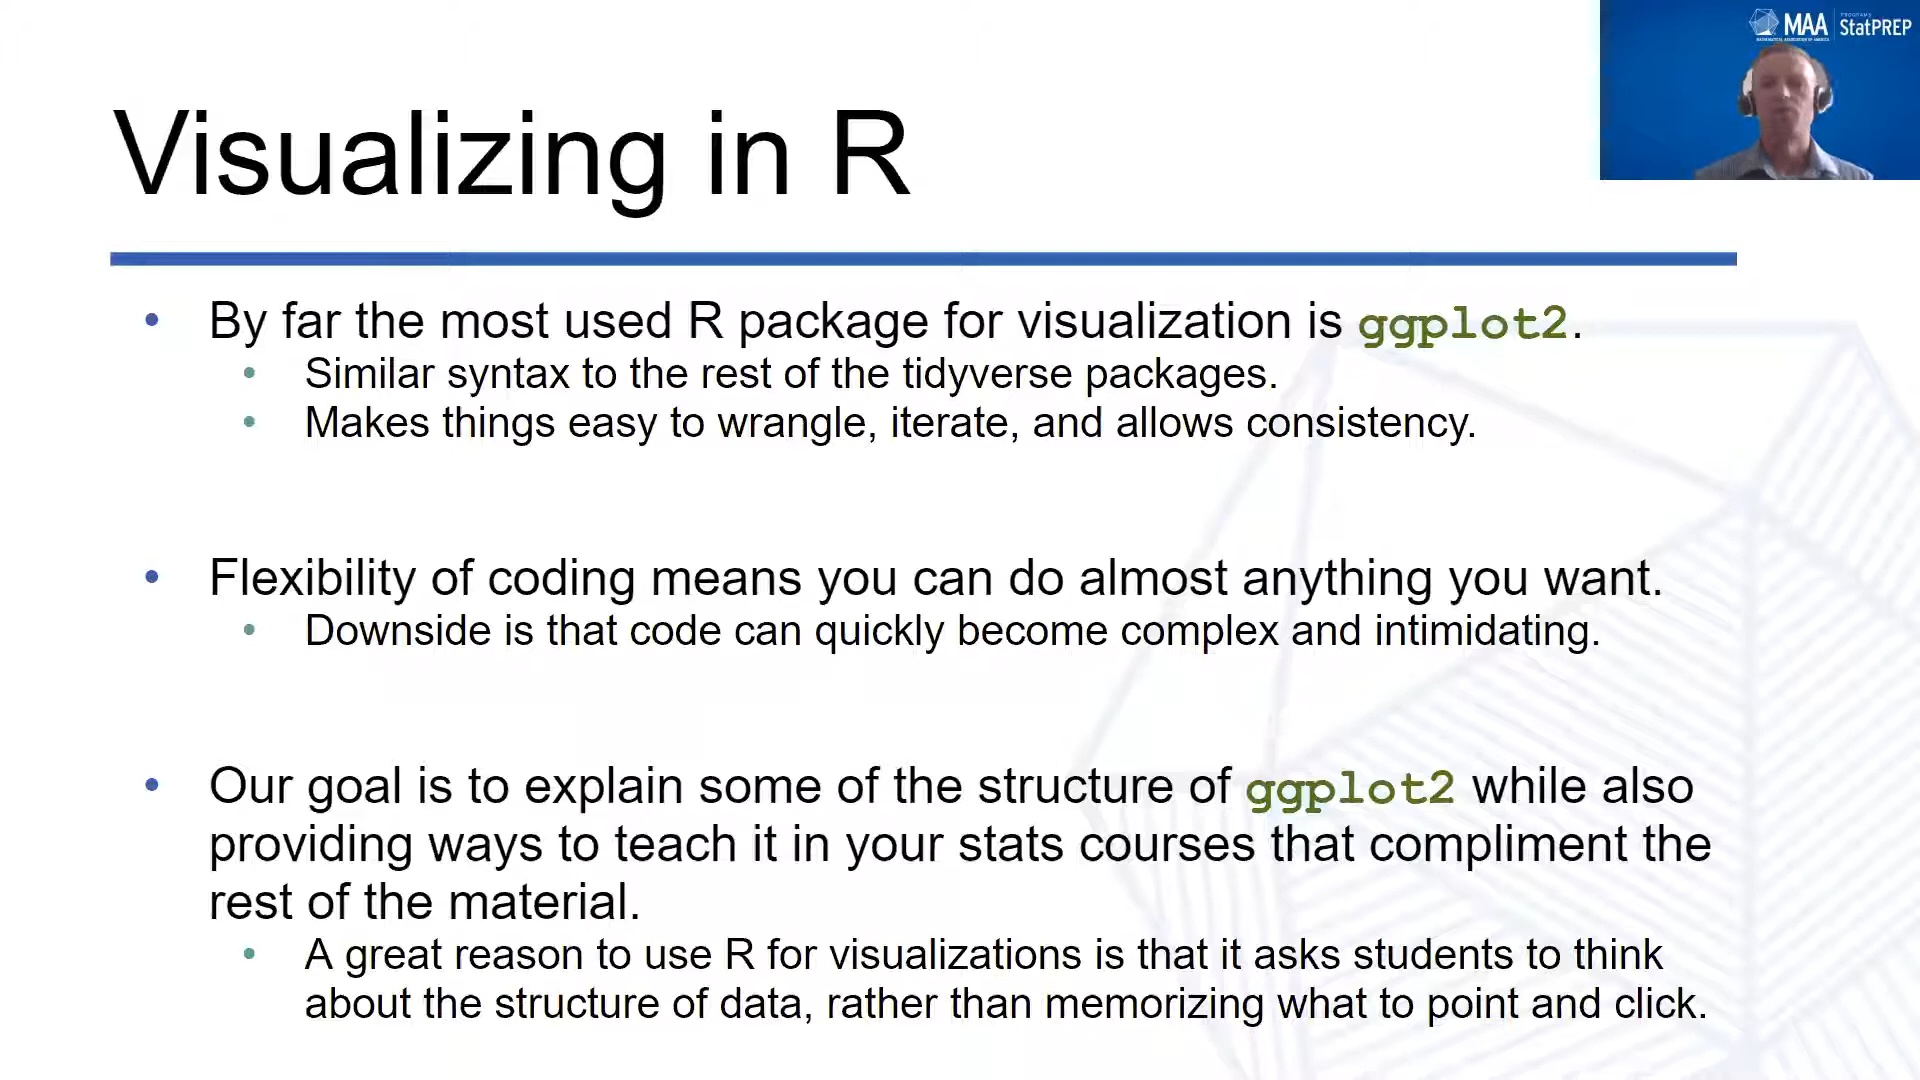 MAA
PROGRAMS
StatPREP
MATHEMATICAL ASSOCIATION OF AMERICA
Visualizing in R
• By far the most used R package for visualization is ggplot2.
• Similar syntax to the rest of the tidyverse packages.
• Makes things easy to wrangle, iterate, and allows consistency.
• Flexibility of coding means you can do almost anything you want.
• Downside is that code can quickly become complex and intimidating.
• Our goal is to explain some of the structure of ggplot2 while also
providing ways to teach it in your stats courses that compliment the
rest of the material.
• A great reason to use R for visualizations is that it asks students to think
about the structure of data, rather than memorizing what to point and click.